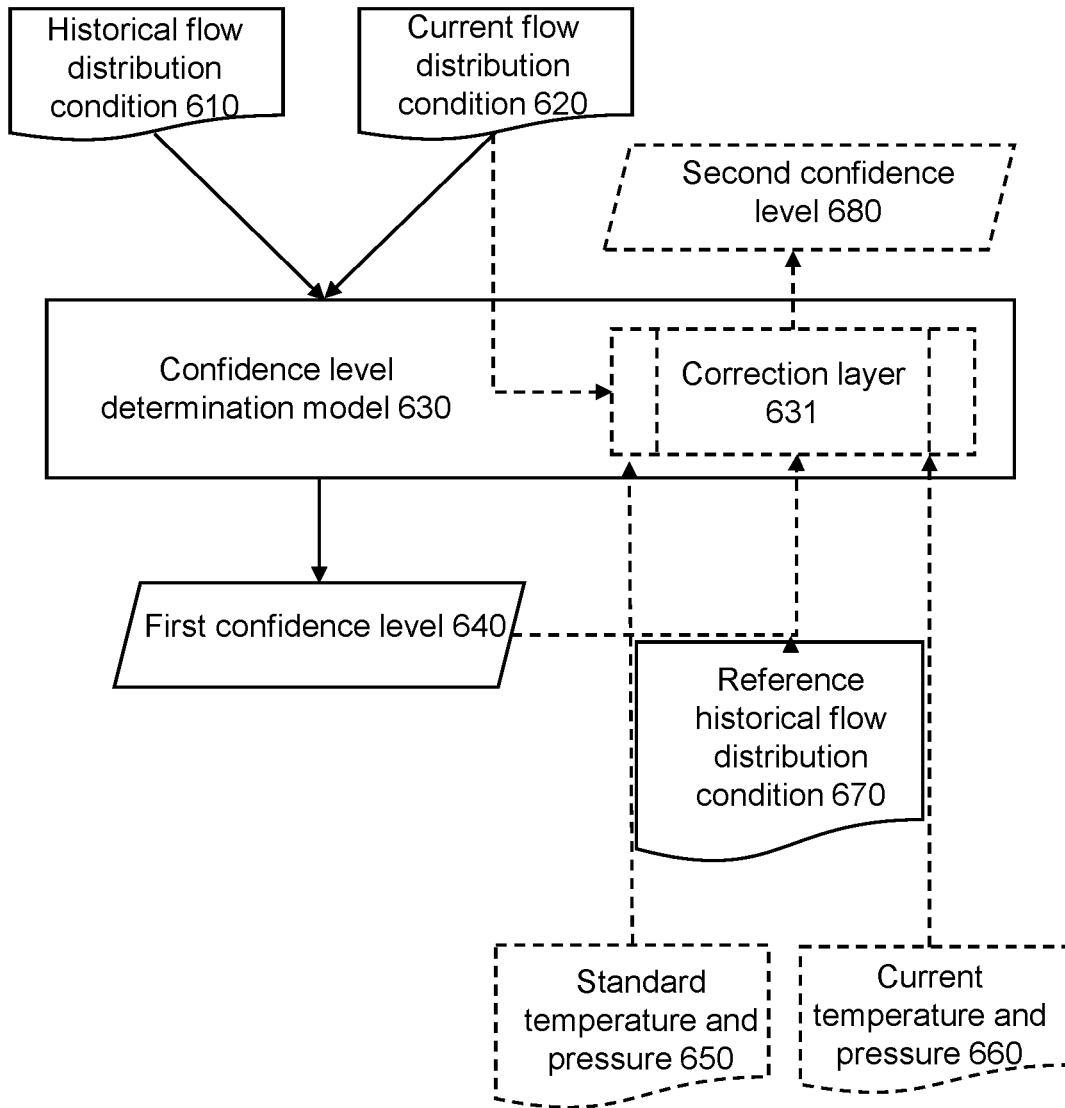 Historical flow
distribution
condition 610
Current flow
distribution
condition 620
Second confidence
level 680
Confidence level
determination model 630
Correction layer
631
First confidence level 640
Reference
historical flow
distribution
condition 670
Standard
temperature and
pressure 650
Current
temperature and
pressure 660